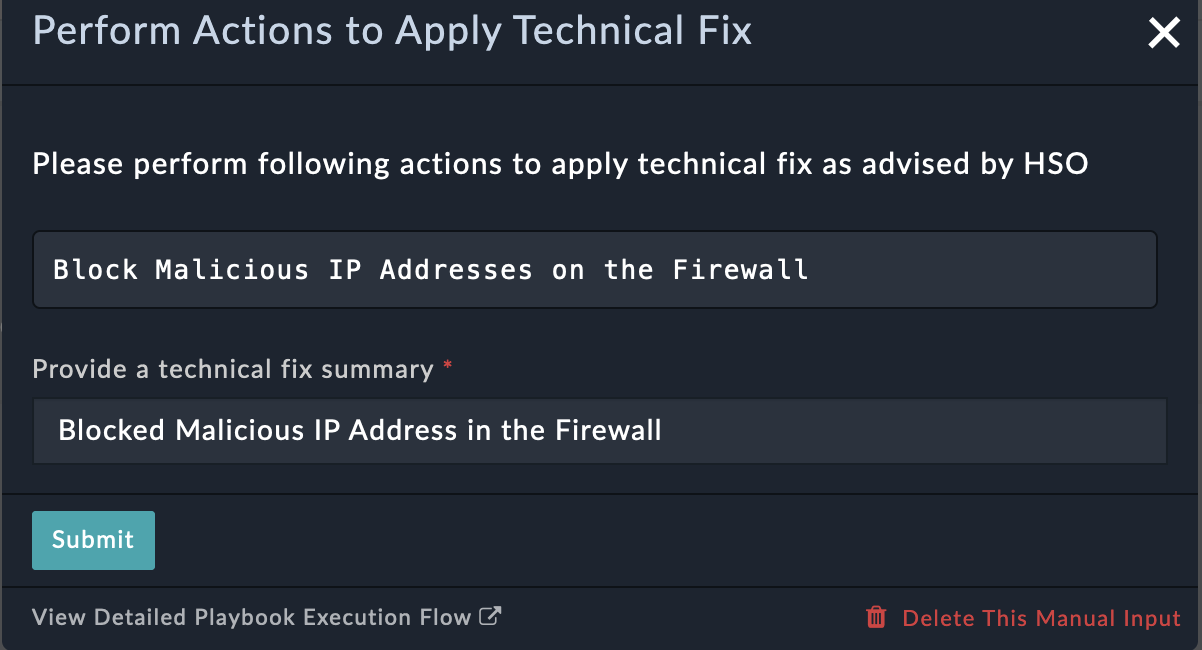 Perform Actions to Apply Technical Fix
Please perform following actions to apply technical fix as advised by HSO
Block Malicious IP Addresses on the Firewall
Provide a technical fix summary *
Blocked Malicious IP Address in the Firewall
Submit
View Detailed Playbook Execution Flow
Delete This Manual Input